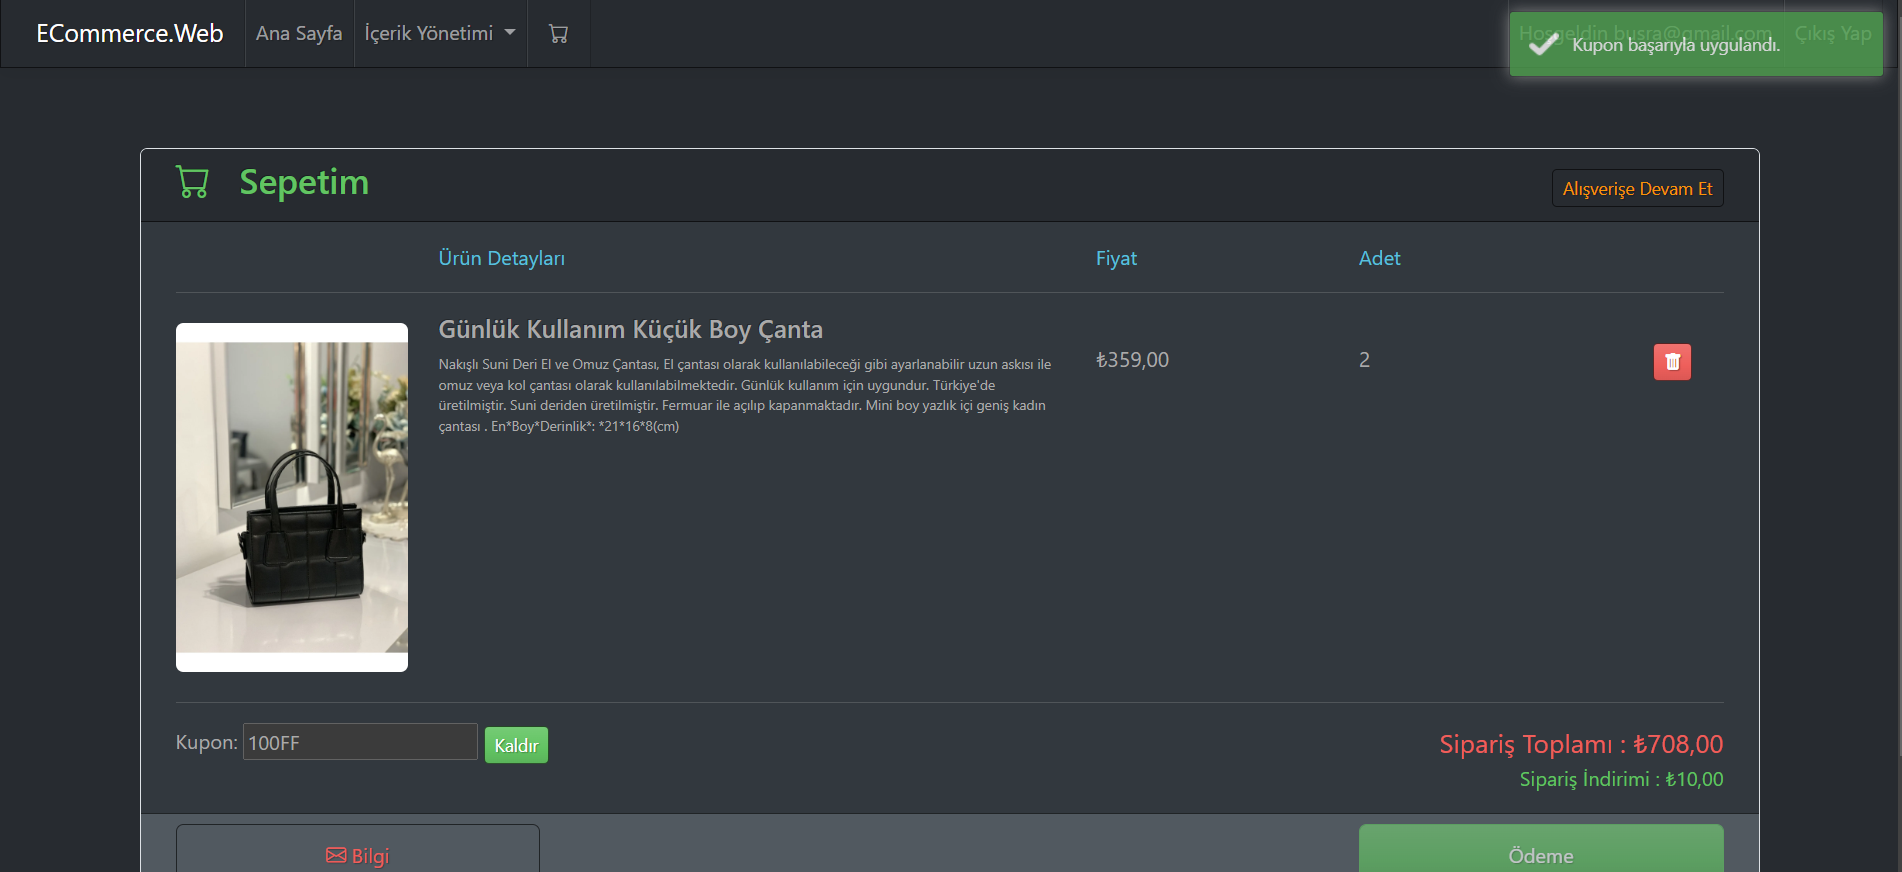 ECommerce.Web
Ana Sayfa
İçerik Yönetimi
Hoşgeldin busra@gmail.com
Çıkış Yap
Kupon başarıyla uygulandı.
Sepetim
Alışverişe Devam Et
Ürün Detayları
Fiyat
Adet
Günlük Kullanım Küçük Boy Çanta
Nakışlı Suni Deri El ve Omuz Çantası, El çantası olarak kullanılabileceği gibi ayarlanabilir uzun askısı ile
omuz veya kol çantası olarak kullanılabilmektedir. Günlük kullanım için uygundur. Türkiye'de
üretilmiştir. Suni deriden üretilmiştir. Fermuar ile açılıp kapanmaktadır. Mini boy yazlık içi geniş kadın
çantası . En*Boy*Derinlik*: *21*16*8(cm)
₺359,00
2
Kupon:
100FF
Kaldır
Sipariş Toplamı : ₺708,00
Sipariş İndirimi : ₺10,00
Bilgi
Ödeme